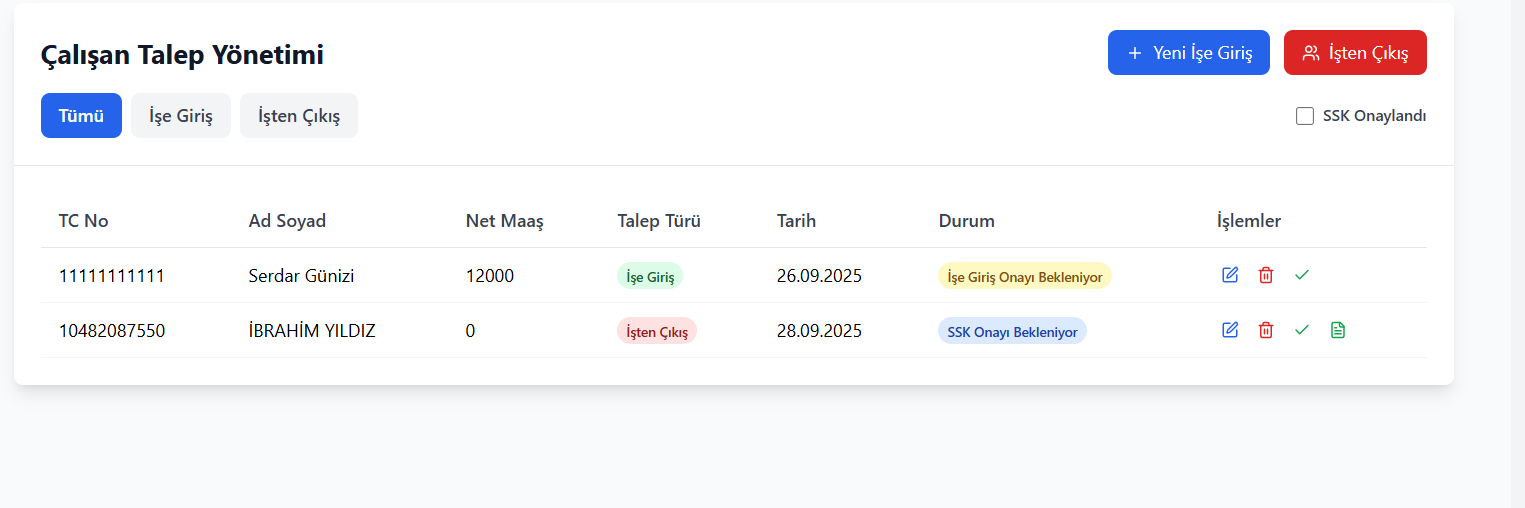 Çalışan Talep Yönetimi
Yeni İşe Giriş
İşten Çıkış
Tümü
İşe Giriş
İşten Çıkış
SSK Onaylandı
TC No Ad Soyad Net Maaş Talep Türü Tarih Durum İşlemler
11111111111 Serdar Günizi 12000 İşe Giriş 26.09.2025 İşe Giriş Onayı Bekleniyor
10482087550 İBRAHİM YILDIZ 0 İşten Çıkış 28.09.2025 SSK Onayı Bekleniyor